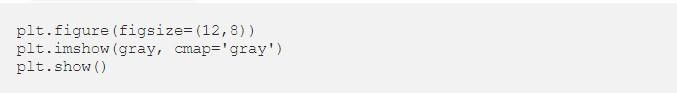 plt.figure(figsize=(12,8))
plt.imshow(gray, cmap='gray')
plt.show()